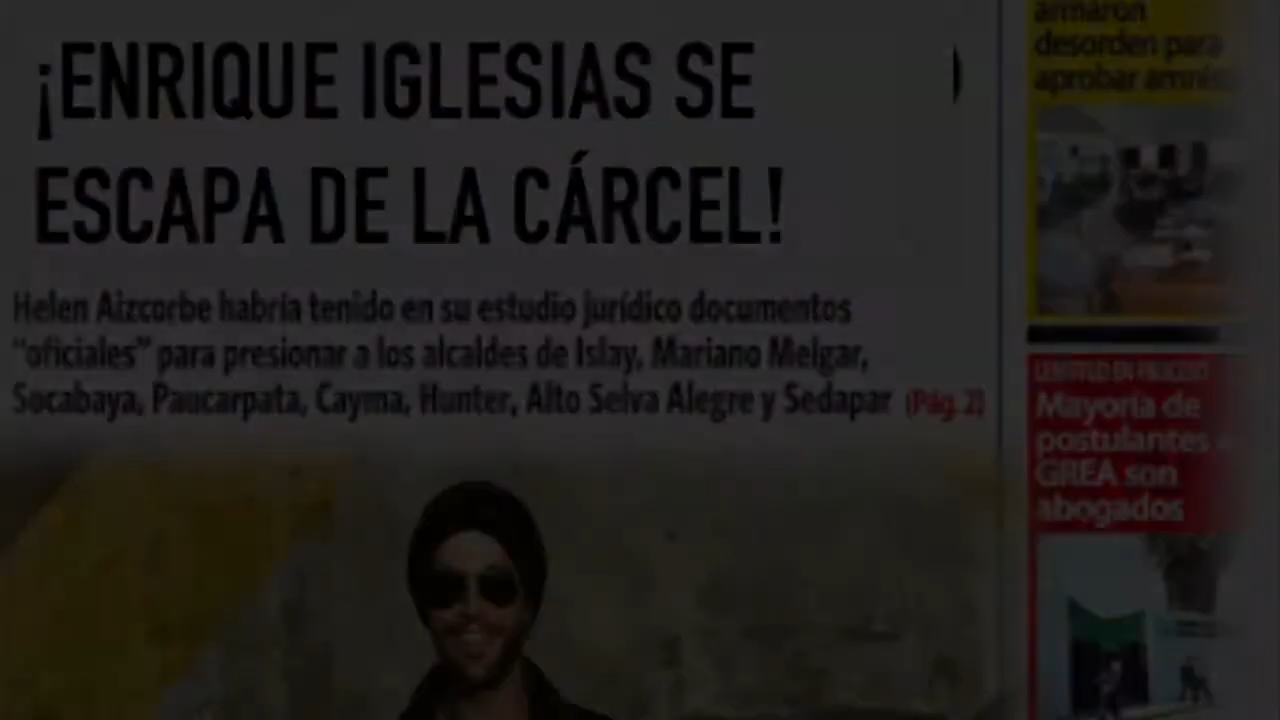 ¡ENRIQUE IGLESIAS SE
ESCAPA DE LA CÁRCEL!
Helen Aizcorbe habría tenido en su estudio jurídico documentos
"oficiales" para presionar a los alcaldes de Islay, Mariano Melgar,
Socabaya, Paucarpata, Cayma, Hunter, Alto Selva Alegre y Sedapar (Pág. 2)
armaron
desorden para
aprobar
Mayoría de
postulantes
GREA son
abogados